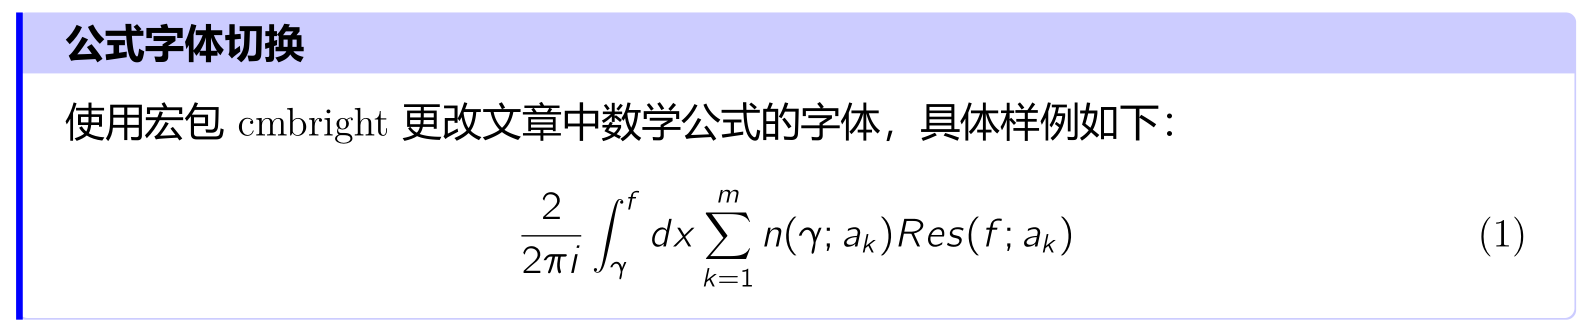 公式字体切换
使用宏包 cmbright 更改文章中数学公式的字体，具体样例如下：
$$\frac{2}{2\pi i} \int_{\gamma}^{f} dx \sum_{k=1}^{m} n(\gamma; a_k) Res(f; a_k) \quad (1)$$